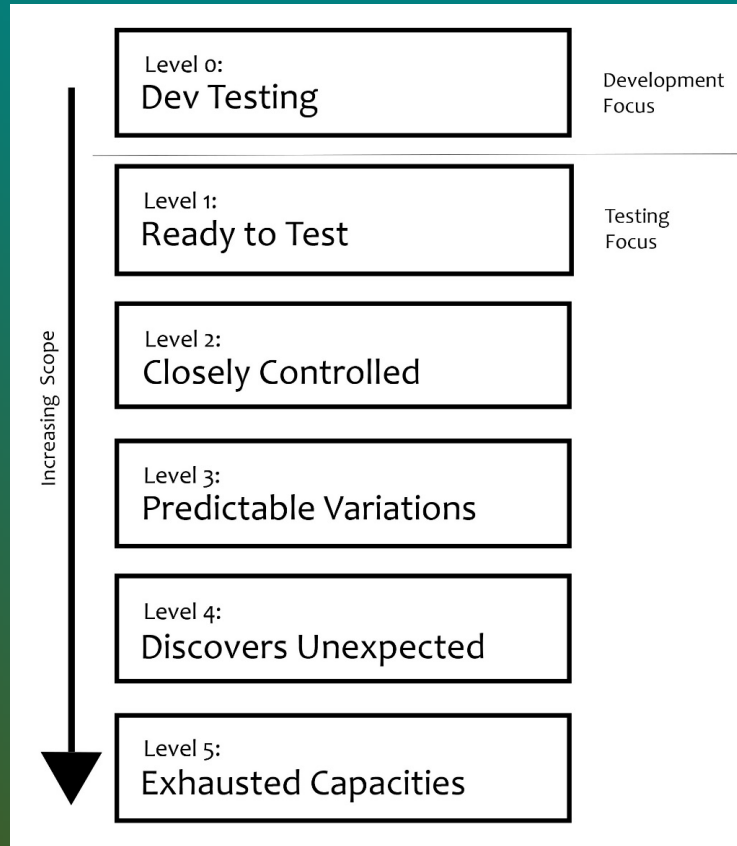 Level 0:
Dev Testing
Development
Focus
Level 1:
Ready to Test
Testing
Focus
Increasing Scope
Level 2:
Closely Controlled
Level 3:
Predictable Variations
Level 4:
Discovers Unexpected
Level 5:
Exhausted Capacities